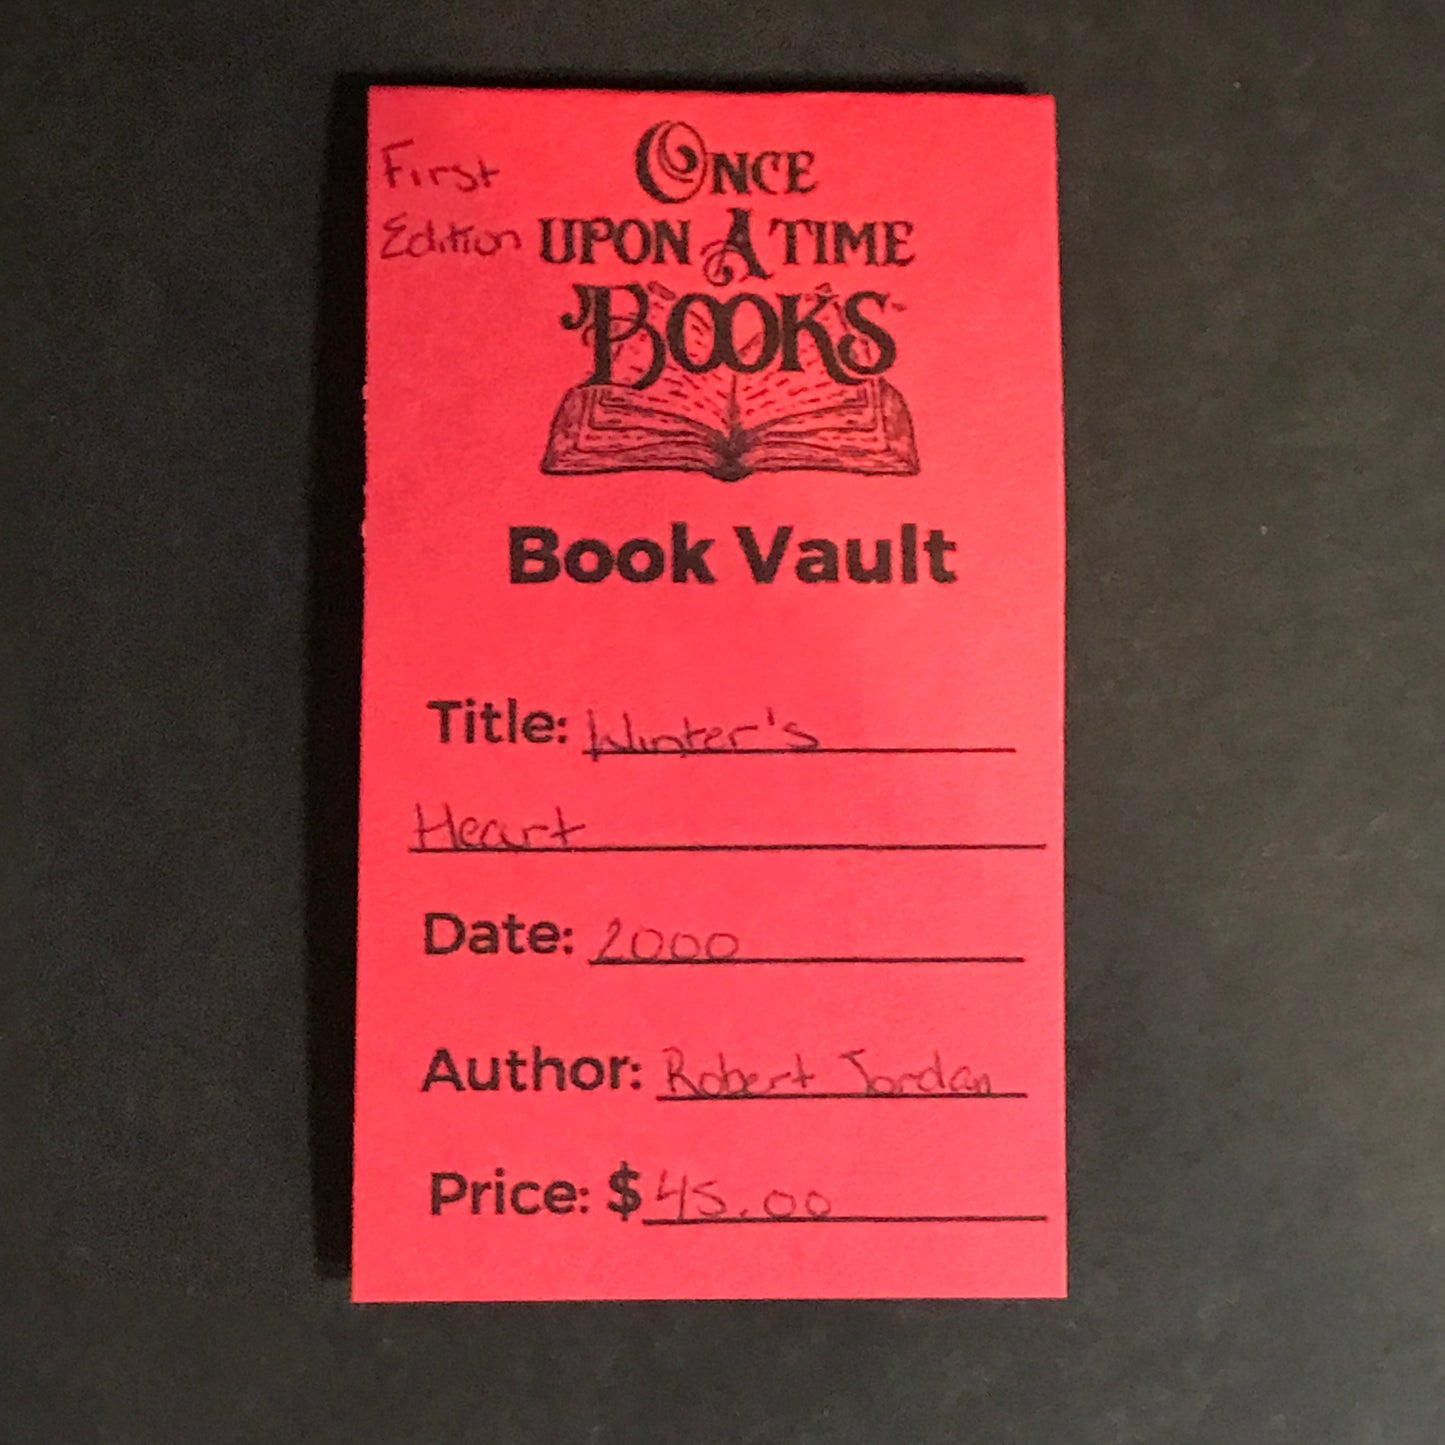 First
Edition
ONCE
UPON A TIME
BOOKS
Book Vault
Title: Winter's
Heart
Date: 2000
Author: Robert Jordan
Price: $45.00